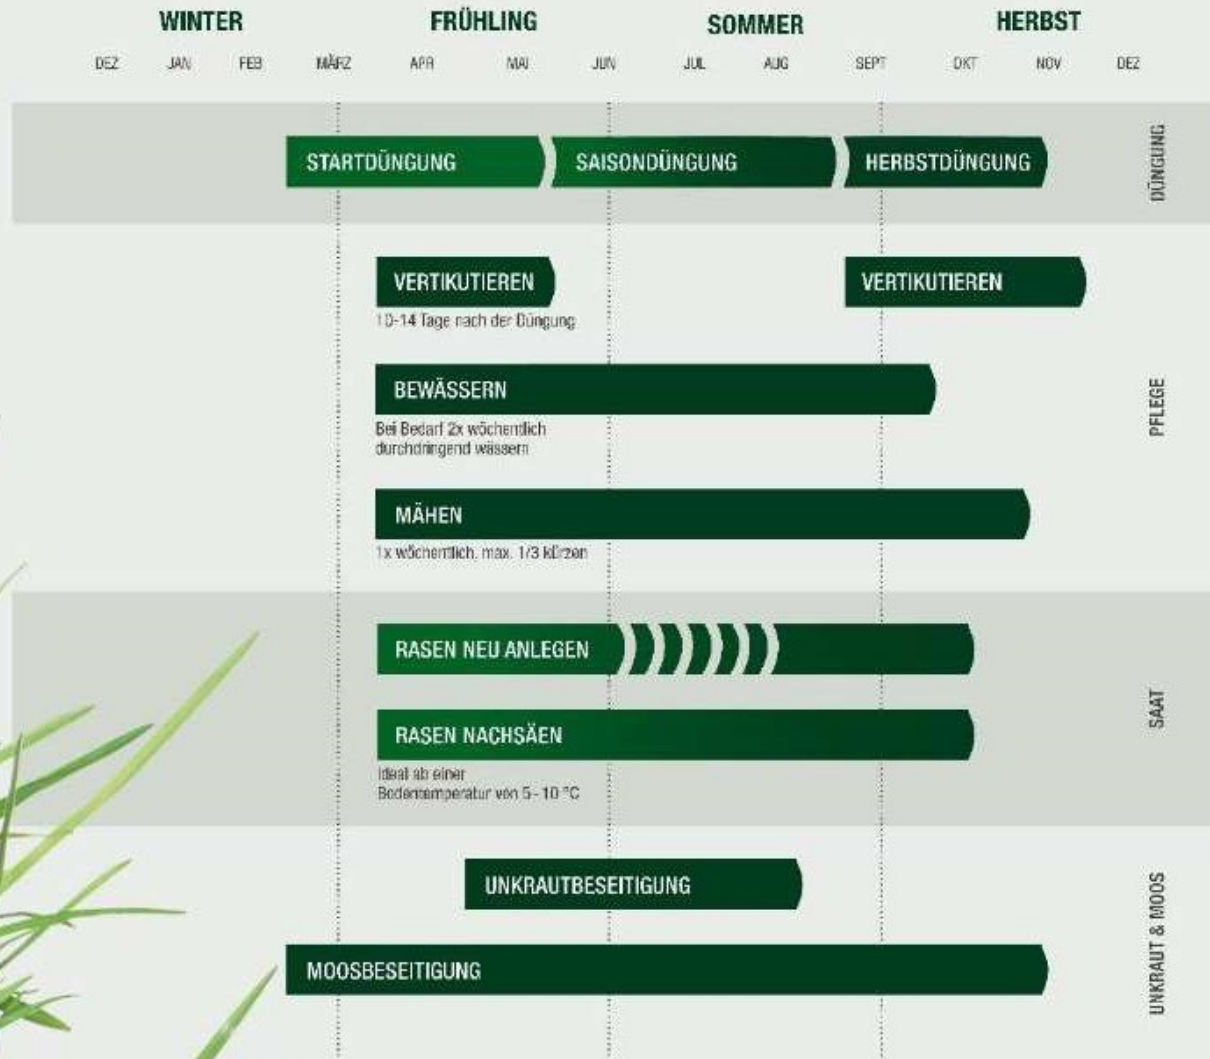 WINTER FRÜHLING SOMMER HERBST
DEZ JAN FEB MÄRZ APR MAI JUN JUL AUG SEPT OKT NOV DEZ
STARTDÜNGUNG SAISONDÜNGUNG HERBSTDÜNGUNG
DÜNGUNG
VERTIKUTIEREN VERTIKUTIEREN
10-14 Tage nach der Düngung
BEWÄSSERN
Bei Bedarf 2x wöchentlich
durchdringend wässern
PFLEGE
MÄHEN
1x wöchentlich, max. 1/3 kürzen
RASEN NEU ANLEGEN
SAAT
RASEN NACHSÄEN
Ideal ab einer
Bodentemperatur von 5-10 °C
UNKRAUTBESEITIGUNG
UNKRAUT & MOOS
MOOSBESEITIGUNG